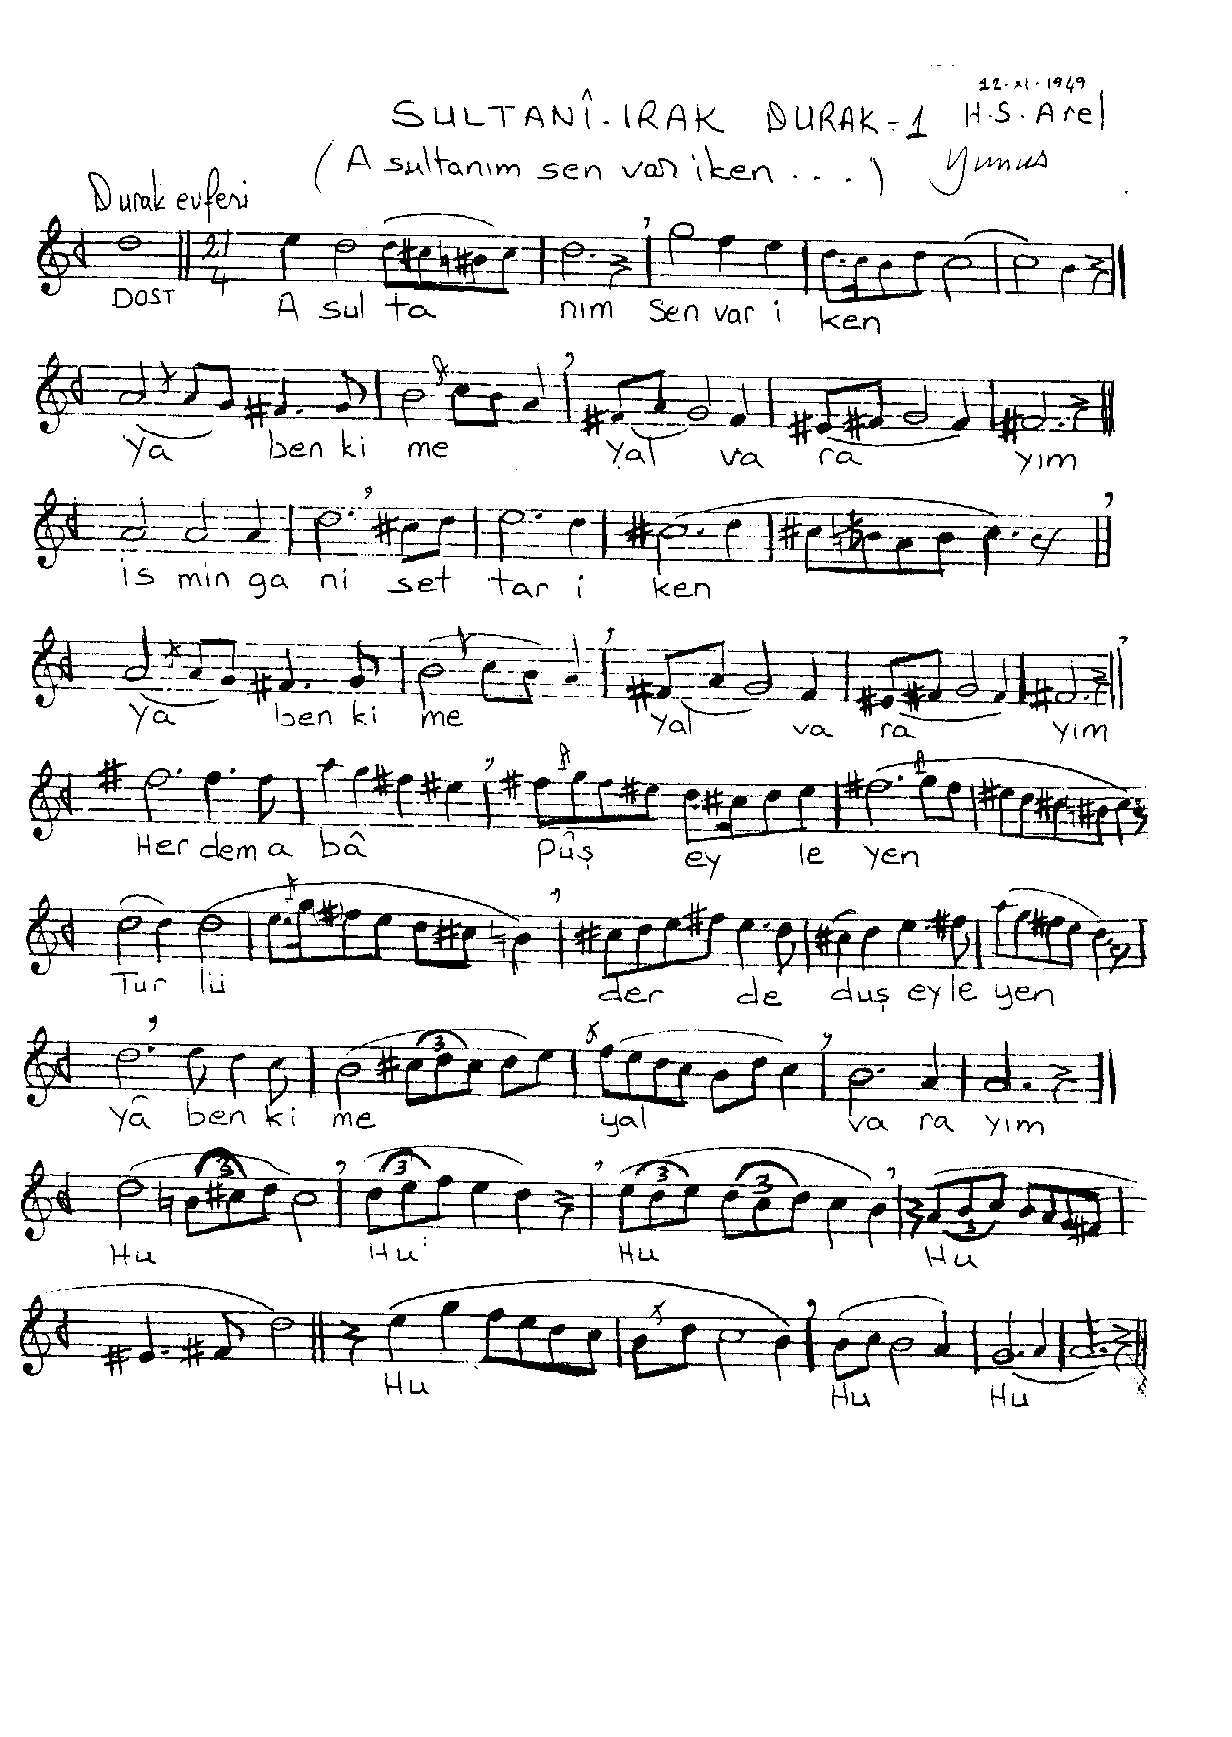 12-XI-1949
SULTANÎ-IRAK DURAK-1 H.S.Arel
(A sultanım sen var iken ...) Yunus
Durak evferi
21
4
DOST A sul ta nım sen var i ken
Ya ben ki me Yal va ra yım
is min ga ni set tar i ken
Ya ben ki me Yal va ra yım
Her dem a bâ pûş ey le yen
Tür lü der de duş eyle yen
3
Yâ ben ki me yal va ra yım
3 3 3 3 3
Hu Hu Hu Hu
Hu Hu Hu